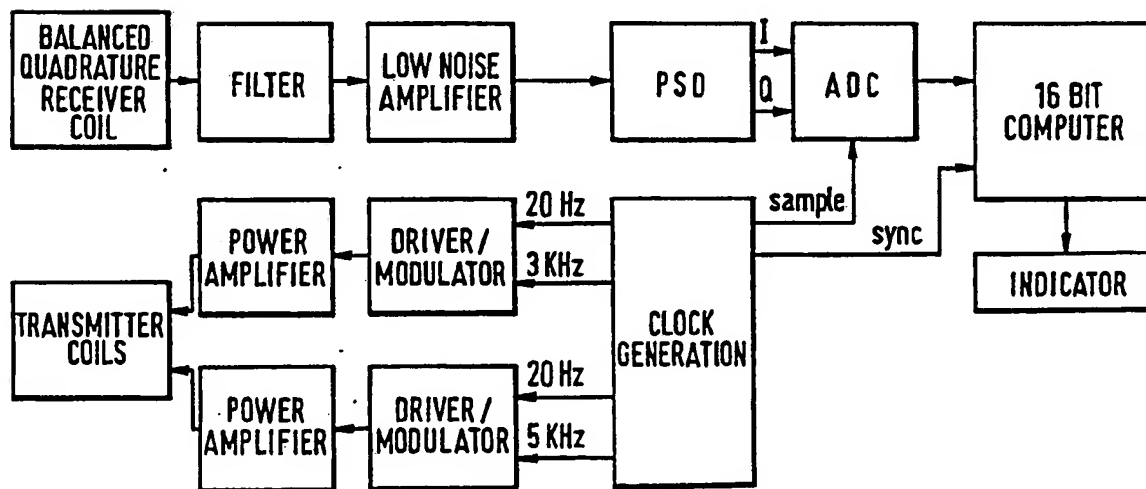 BALANCED
QUADRATURE
RECEIVER
COIL
FILTER
LOW NOISE
AMPLIFIER
PSD
I
Q
ADC
16 BIT
COMPUTER
POWER
AMPLIFIER
DRIVER/
MODULATOR
20 Hz
3 KHz
sample
sync
INDICATOR
TRANSMITTER
COILS
CLOCK
GENERATION
POWER
AMPLIFIER
DRIVER/
MODULATOR
20 Hz
5 KHz